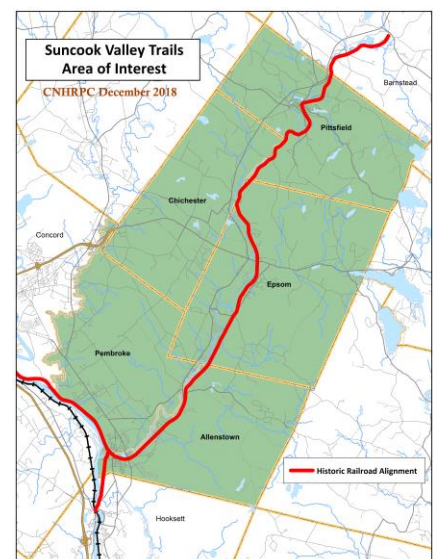 Suncook Valley Trails
Area of Interest
CNHRPC December 2018
Barnstead
Pittsfield
Chichester
Concord
Epsom
Pembroke
Allenstown
Historic Railroad Alignment
Hooksett